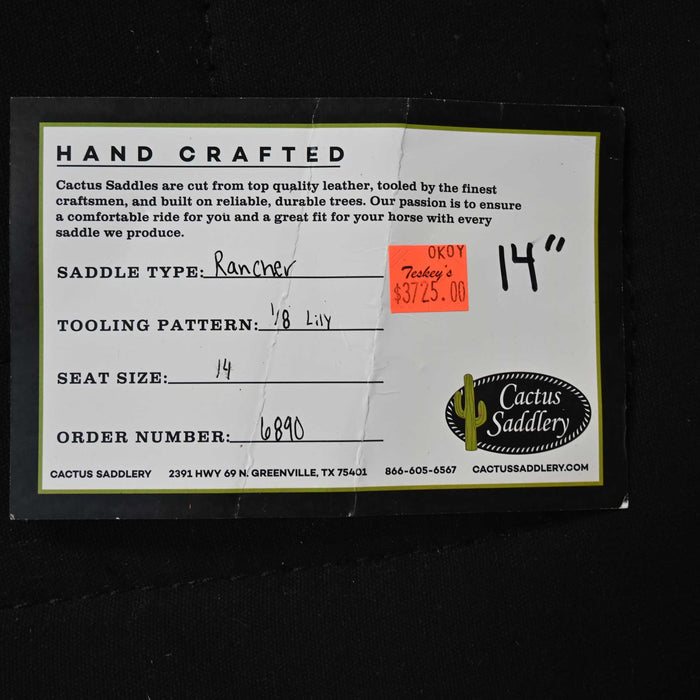 HAND CRAFTED
Cactus Saddles are cut from top quality leather, tooled by the finest
craftsmen, and built on reliable, durable trees. Our passion is to ensure
a comfortable ride for you and a great fit for your horse with every
saddle we produce.
SADDLE TYPE: Rancher
OKOY
Teskey's
$3725.00
14"
TOOLING PATTERN: 1/8 Lily
SEAT SIZE: 14
ORDER NUMBER: 6890
Cactus
Saddlery
CACTUS SADDLERY 2391 HWY 69 N. GREENVILLE, TX 75401 866-605-6567 CACTUSSADDLERY.COM